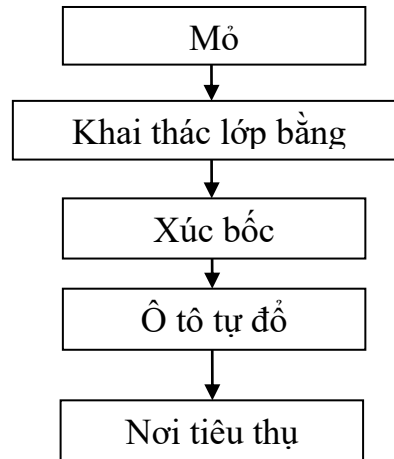 Mỏ
Khai thác lớp bằng
Xúc bốc
Ô tô tự đổ
Nơi tiêu thụ